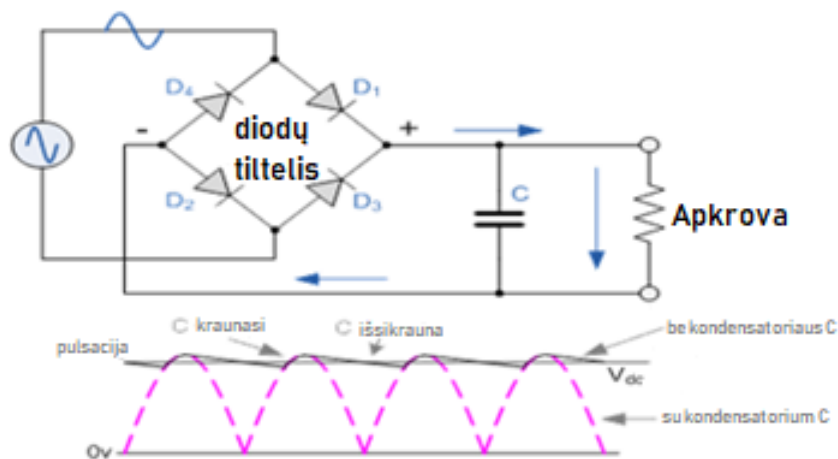 D₄
D₁
-
diodų
tiltelis
+
D₂
D₃
C
Apkrova
C kraunasi
C išsikrauna
be kondensatoriaus C
pulsacija
Vdc
su kondensatorium C
0v